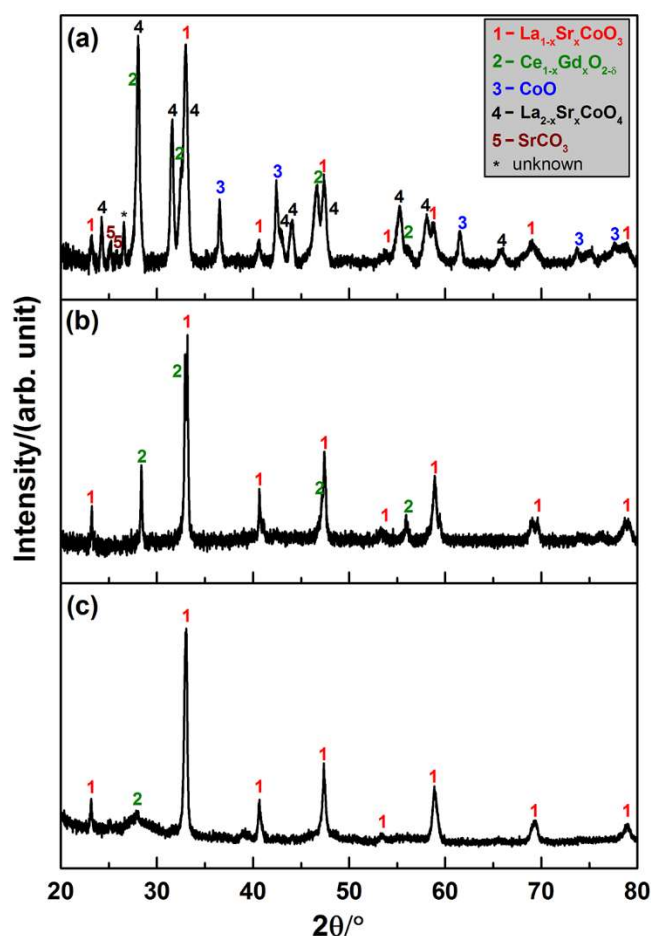 (a)
1 – La₁₋ₓSrₓCoO₃
2 – Ce₁₋ₓGdₓO₂₋δ
3 – CoO
4 – La₂₋ₓSrₓCoO₄
5 – SrCO₃
* unknown
1 4 5 5 * 2 4 4 2 1 4 3 1 3 4 4 2 1 4 1 4 2 4 1 3 4 1 3 3 1
(b)
1 2 2 1 1 2 1 1 2 1 1 1
(c)
1 2 1 1 1 1 1 1 1
Intensity/(arb. unit)
20 30 40 50 60 70 80
2θ/°